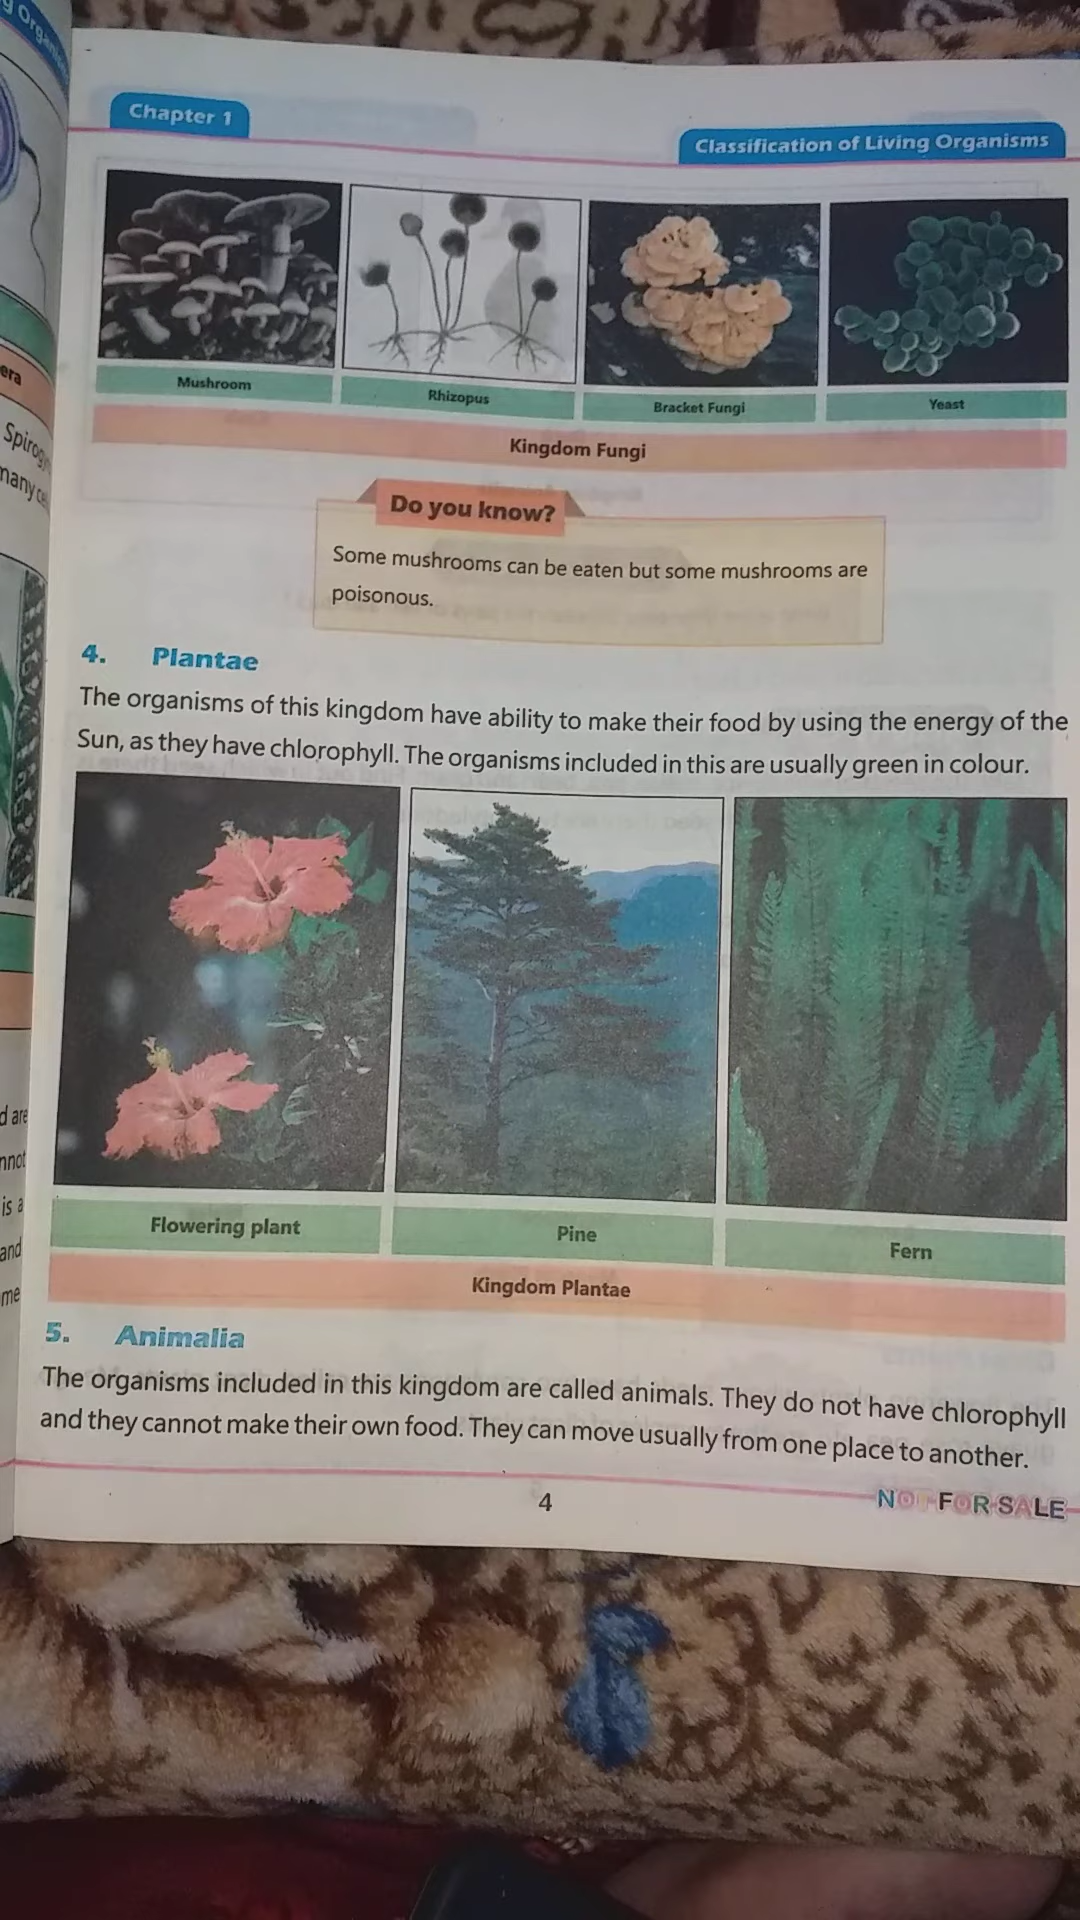 Chapter 1
Classification of Living Organisms
Mushroom
Rhizopus
Bracket Fungi
Yeast
Kingdom Fungi
Do you know?
Some mushrooms can be eaten but some mushrooms are
poisonous.
4. Plantae
The organisms of this kingdom have ability to make their food by using the energy of the
Sun, as they have chlorophyll. The organisms included in this are usually green in colour.
Flowering plant
Pine
Fern
Kingdom Plantae
5. Animalia
The organisms included in this kingdom are called animals. They do not have chlorophyll
and they cannot make their own food. They can move usually from one place to another.
4
NOT FOR SALE